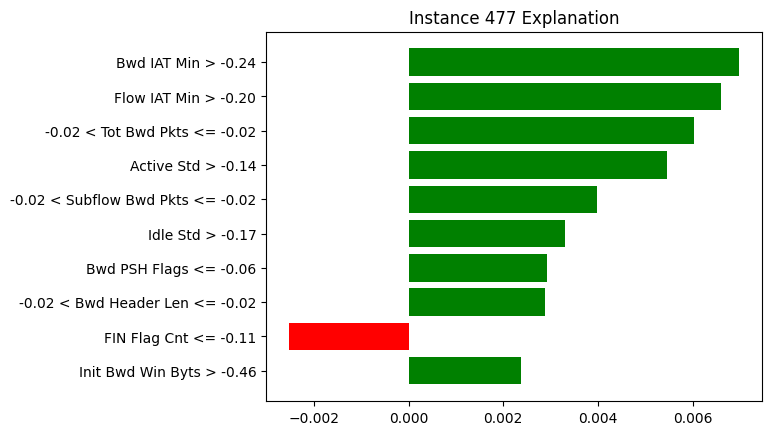 Instance 477 Explanation
Bwd IAT Min > -0.24
Flow IAT Min > -0.20
-0.02 < Tot Bwd Pkts <= -0.02
Active Std > -0.14
-0.02 < Subflow Bwd Pkts <= -0.02
Idle Std > -0.17
Bwd PSH Flags <= -0.06
-0.02 < Bwd Header Len <= -0.02
FIN Flag Cnt <= -0.11
Init Bwd Win Byts > -0.46
−0.002 0.000 0.002 0.004 0.006